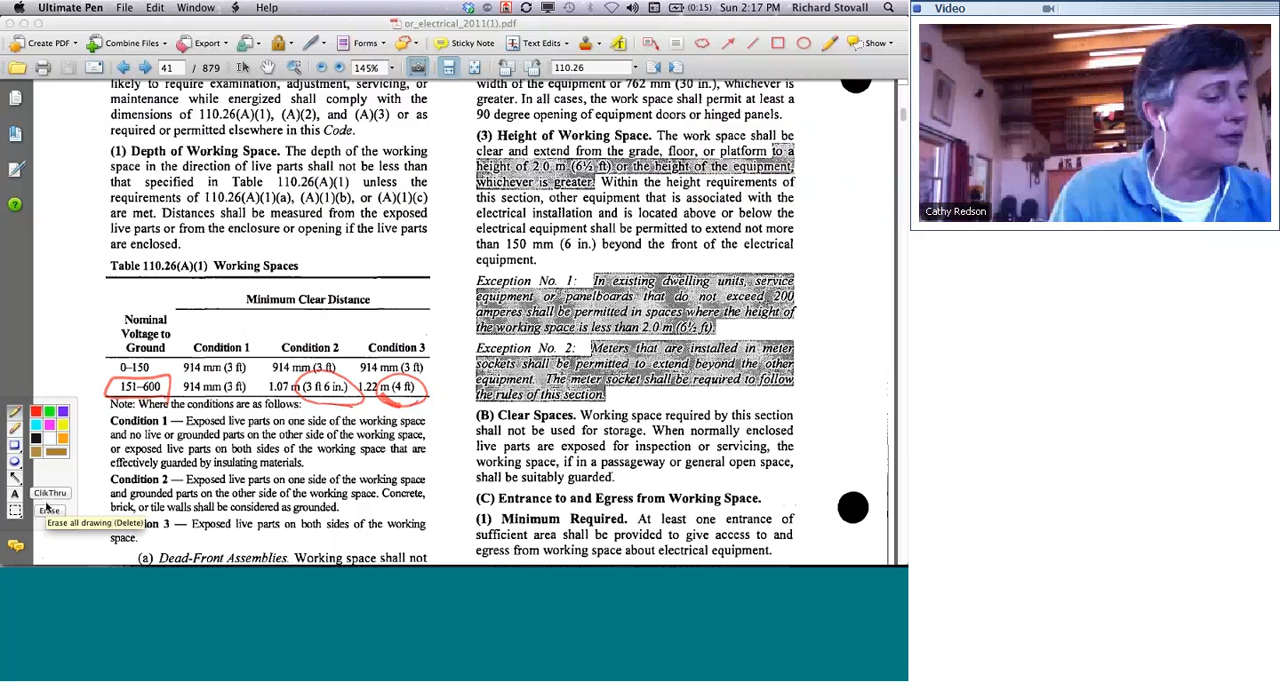 Ultimate Pen File Edit Window Help (0:15) Sun 2:17 PM Richard Stovall
Video
or_electrical_2011(1).pdf
Create PDF Combine Files Export Forms Sticky Note Text Edits Show
41 / 879 145% 110.26
likely to require examination, adjustment, servicing, or
maintenance while energized shall comply with the
dimensions of 110.26(A)(1), (A)(2), and (A)(3) or as
required or permitted elsewhere in this Code.
(1) Depth of Working Space. The depth of the working
space in the direction of live parts shall not be less than
that specified in Table 110.26(A)(1) unless the
requirements of 110.26(A)(1)(a), (A)(1)(b), or (A)(1)(c)
are met. Distances shall be measured from the exposed
live parts or from the enclosure or opening if the live parts
are enclosed.
Table 110.26(A)(1) Working Spaces
Minimum Clear Distance
Nominal
Voltage to
Ground Condition 1 Condition 2 Condition 3
0–150 914 mm (3 ft) 914 mm (3 ft) 914 mm (3 ft)
151–600 914 mm (3 ft) 1.07 m (3 ft 6 in.) 1.22 m (4 ft)
Note: Where the conditions are as follows:
Condition 1 — Exposed live parts on one side of the working space
and no live or grounded parts on the other side of the working space,
or exposed live parts on both sides of the working space that are
effectively guarded by insulating materials.
Condition 2 — Exposed live parts on one side of the working space
and grounded parts on the other side of the working space. Concrete,
brick, or tile walls shall be considered as grounded.
ion 3 — Exposed live parts on both sides of the working
space.
(a) Dead-Front Assemblies. Working space shall not
width of the equipment or 762 mm (30 in.), whichever is
greater. In all cases, the work space shall permit at least a
90 degree opening of equipment doors or hinged panels.
(3) Height of Working Space. The work space shall be
clear and extend from the grade, floor, or platform to a
height of 2.0 m (6½ ft) or the height of the equipment,
whichever is greater. Within the height requirements of
this section, other equipment that is associated with the
electrical installation and is located above or below the
electrical equipment shall be permitted to extend not more
than 150 mm (6 in.) beyond the front of the electrical
equipment.
Exception No. 1: In existing dwelling units, service
equipment or panelboards that do not exceed 200
amperes shall be permitted in spaces where the height of
the working space is less than 2.0 m (6½ ft).
Exception No. 2: Meters that are installed in meter
sockets shall be permitted to extend beyond the other
equipment. The meter socket shall be required to follow
the rules of this section.
(B) Clear Spaces. Working space required by this section
shall not be used for storage. When normally enclosed
live parts are exposed for inspection or servicing, the
working space, if in a passageway or general open space,
shall be suitably guarded.
(C) Entrance to and Egress from Working Space.
(1) Minimum Required. At least one entrance of
sufficient area shall be provided to give access to and
egress from working space about electrical equipment.
A
ClikThru
Erase
Erase all drawing (Delete)
Cathy Redson